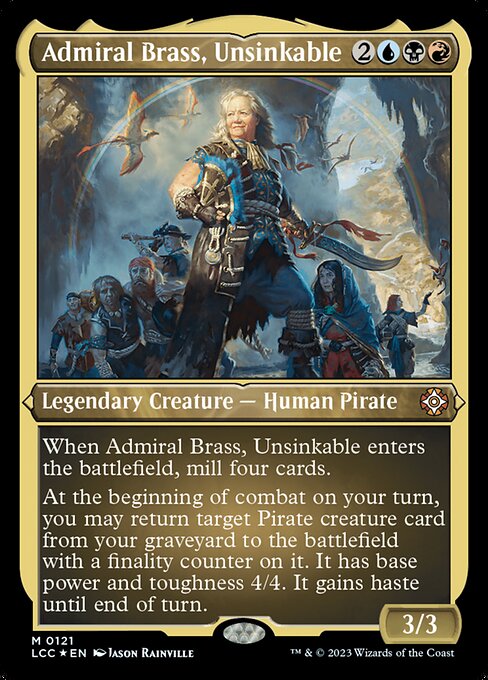 Admiral Brass, Unsinkable 2
Legendary Creature — Human Pirate
When Admiral Brass, Unsinkable enters
the battlefield, mill four cards.
At the beginning of combat on your turn,
you may return target Pirate creature card
from your graveyard to the battlefield
with a finality counter on it. It has base
power and toughness 4/4. It gains haste
until end of turn.
3/3
M 0121
LCC★EN Jason Rainville
™ & © 2023 Wizards of the Coast